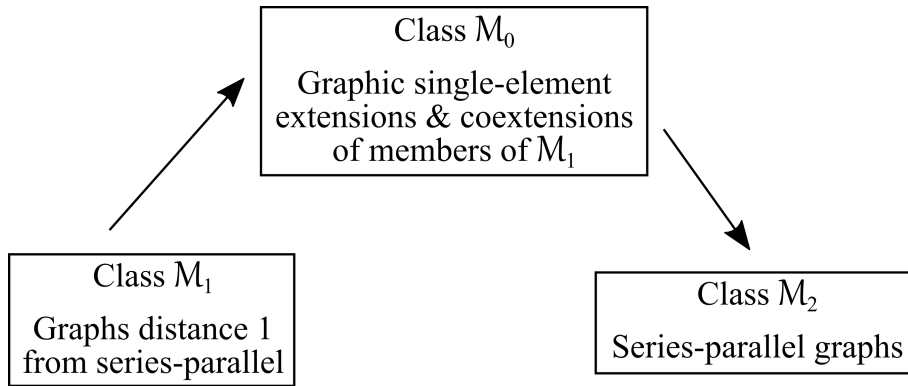 Class M₀
Graphic single-element
extensions & coextensions
of members of M₁
Class M₁
Graphs distance 1
from series-parallel
Class M₂
Series-parallel graphs